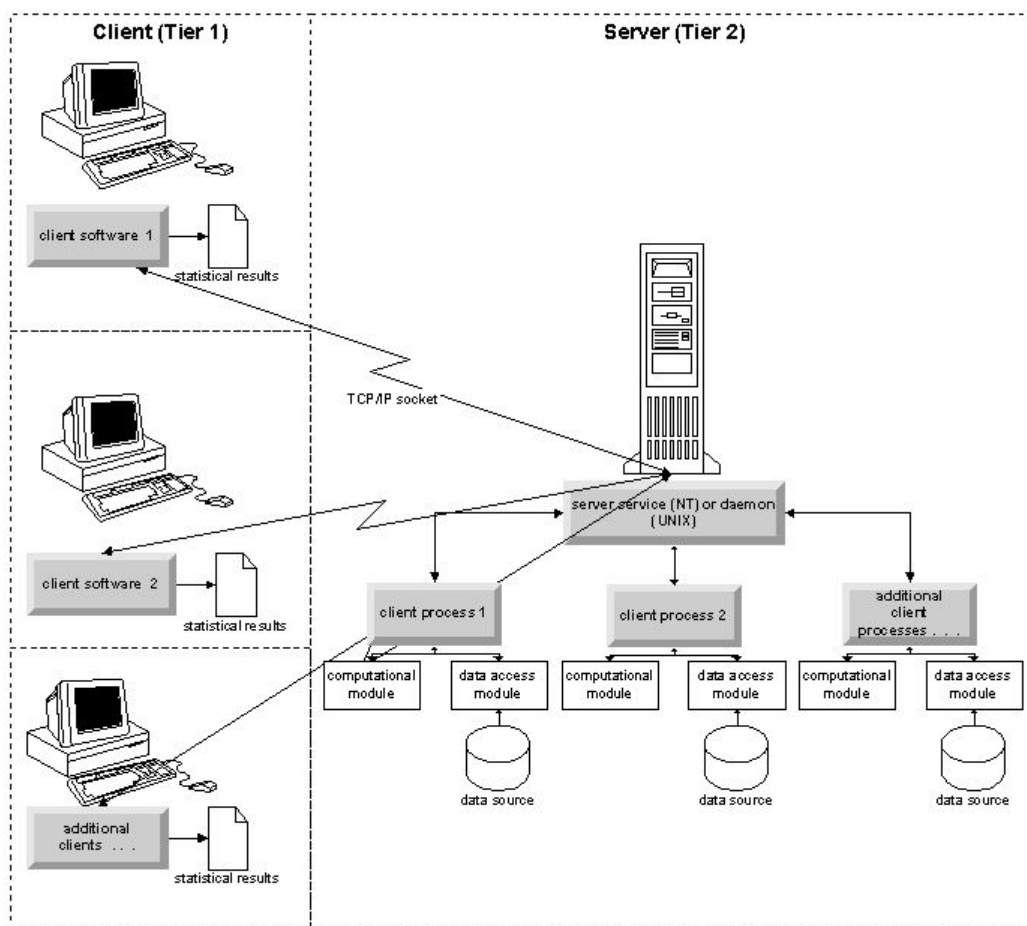 Client (Tier 1)
Server (Tier 2)
client software 1
statistical results
TCP/IP socket
server service (NT) or daemon
(UNIX)
client software 2
statistical results
client process 1
client process 2
additional
client
processes . . .
computational
module
data access
module
computational
module
data access
module
computational
module
data access
module
data source
data source
data source
additional
clients . . .
statistical results